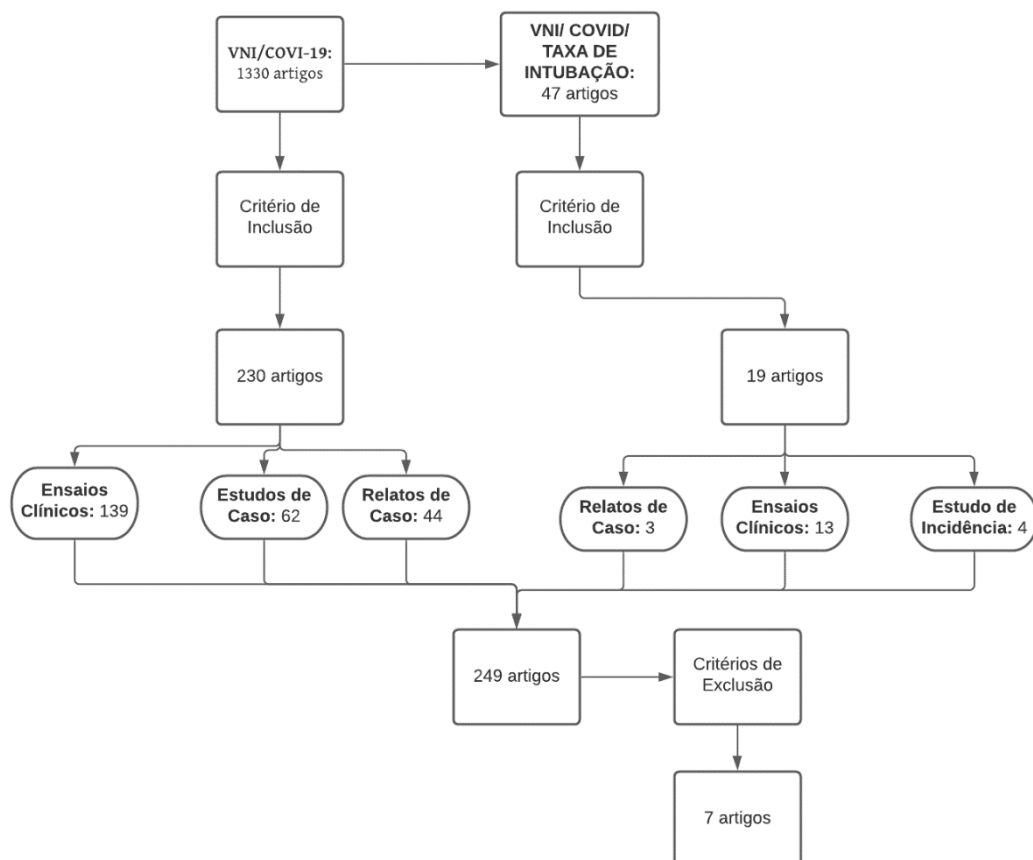 VNI/COVI-19:
1330 artigos
VNI/ COVID/
TAXA DE
INTUBAÇÃO:
47 artigos
Critério de
Inclusão
Critério de
Inclusão
230 artigos
19 artigos
Ensaios
Clínicos: 139
Estudos de
Caso: 62
Relatos de
Caso: 44
Relatos de
Caso: 3
Ensaios
Clínicos: 13
Estudo de
Incidência: 4
249 artigos
Critérios de
Exclusão
7 artigos